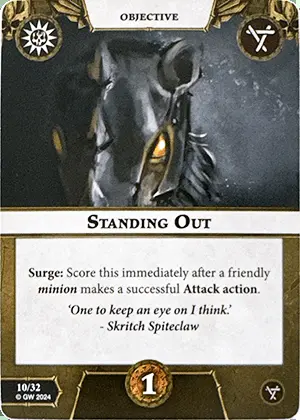 OBJECTIVE
STANDING OUT
Surge: Score this immediately after a friendly
minion makes a successful Attack action.
‘One to keep an eye on I think.’
- Skritch Spiteclaw
10/32
© GW 2024
1